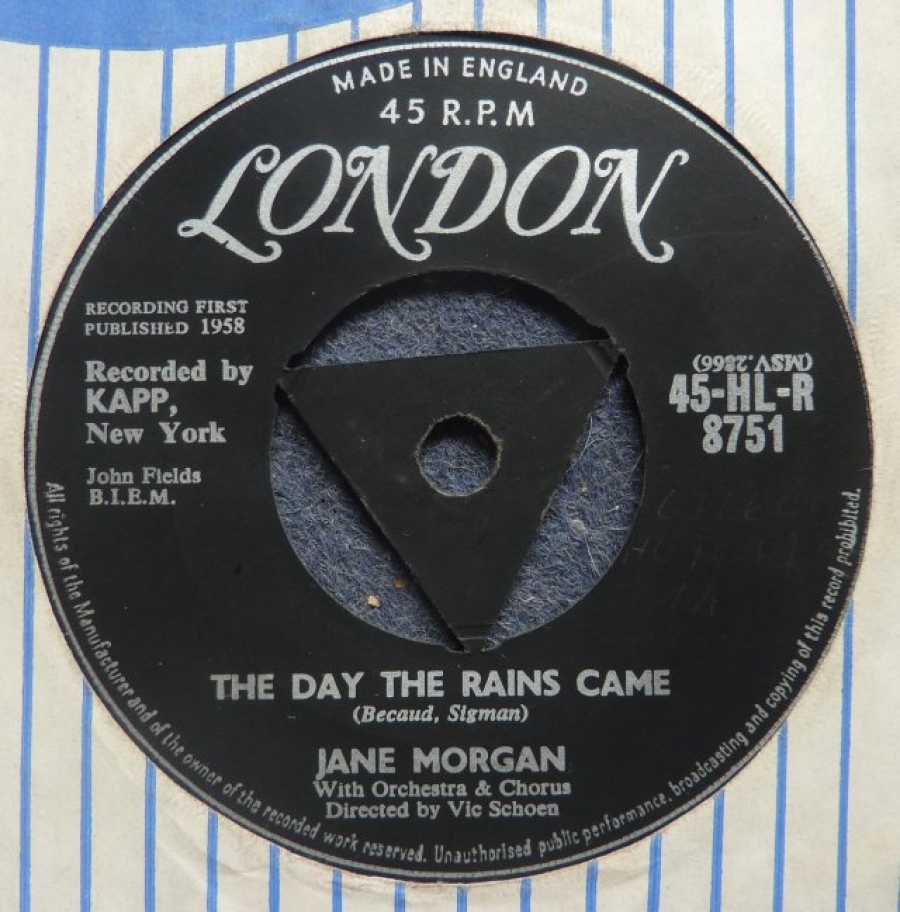 MADE IN ENGLAND
45 R.P.M
LONDON
RECORDING FIRST
PUBLISHED 1958
Recorded by
KAPP,
New York
John Fields
B.I.E.M.
(MSV.2866)
45-HL-R
8751
THE DAY THE RAINS CAME
(Becaud, Sigman)
JANE MORGAN
With Orchestra & Chorus
Directed by Vic Schoen
All rights of the Manufacturer and of the owner of the recorded work reserved. Unauthorised public performance, broadcasting and copying of this record prohibited.